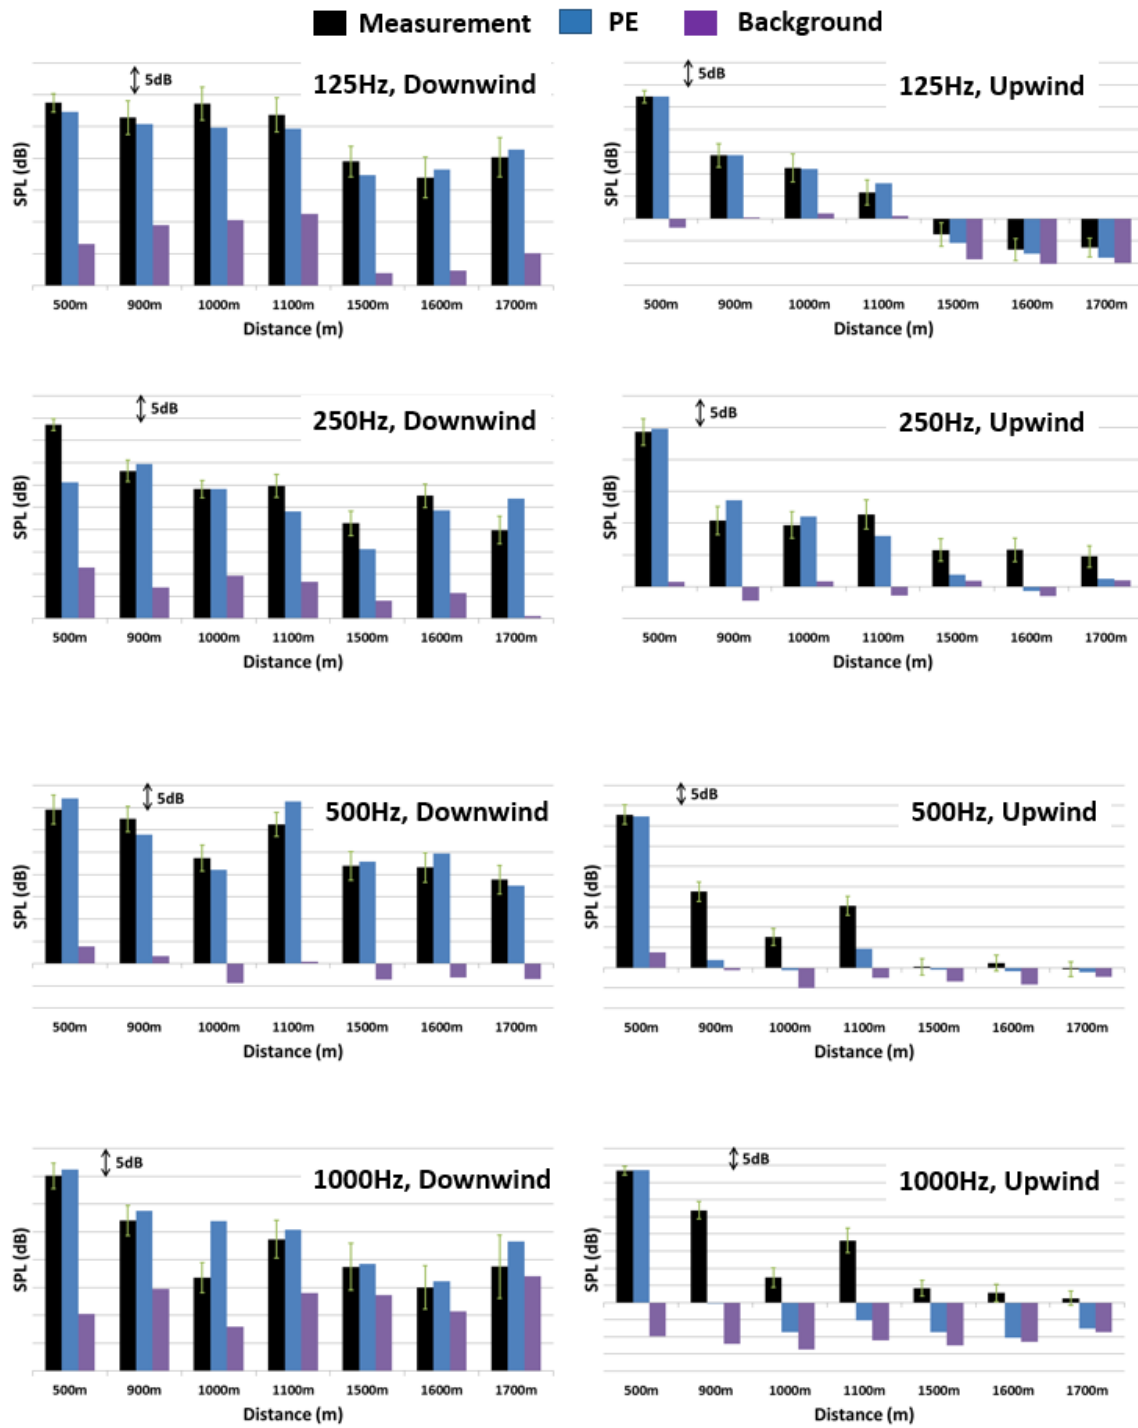 Measurement PE Background
5dB
125Hz, Downwind
SPL (dB)
500m 900m 1000m 1100m 1500m 1600m 1700m
Distance (m)
5dB
125Hz, Upwind
SPL (dB)
500m 900m 1000m 1100m 1500m 1600m 1700m
Distance (m)
5dB
250Hz, Downwind
SPL (dB)
500m 900m 1000m 1100m 1500m 1600m 1700m
Distance (m)
5dB
250Hz, Upwind
SPL (dB)
500m 900m 1000m 1100m 1500m 1600m 1700m
Distance (m)
5dB
500Hz, Downwind
SPL (dB)
500m 900m 1000m 1100m 1500m 1600m 1700m
Distance (m)
5dB
500Hz, Upwind
SPL (dB)
500m 900m 1000m 1100m 1500m 1600m 1700m
Distance (m)
5dB
1000Hz, Downwind
SPL (dB)
500m 900m 1000m 1100m 1500m 1600m 1700m
Distance (m)
5dB
1000Hz, Upwind
SPL (dB)
500m 900m 1000m 1100m 1500m 1600m 1700m
Distance (m)